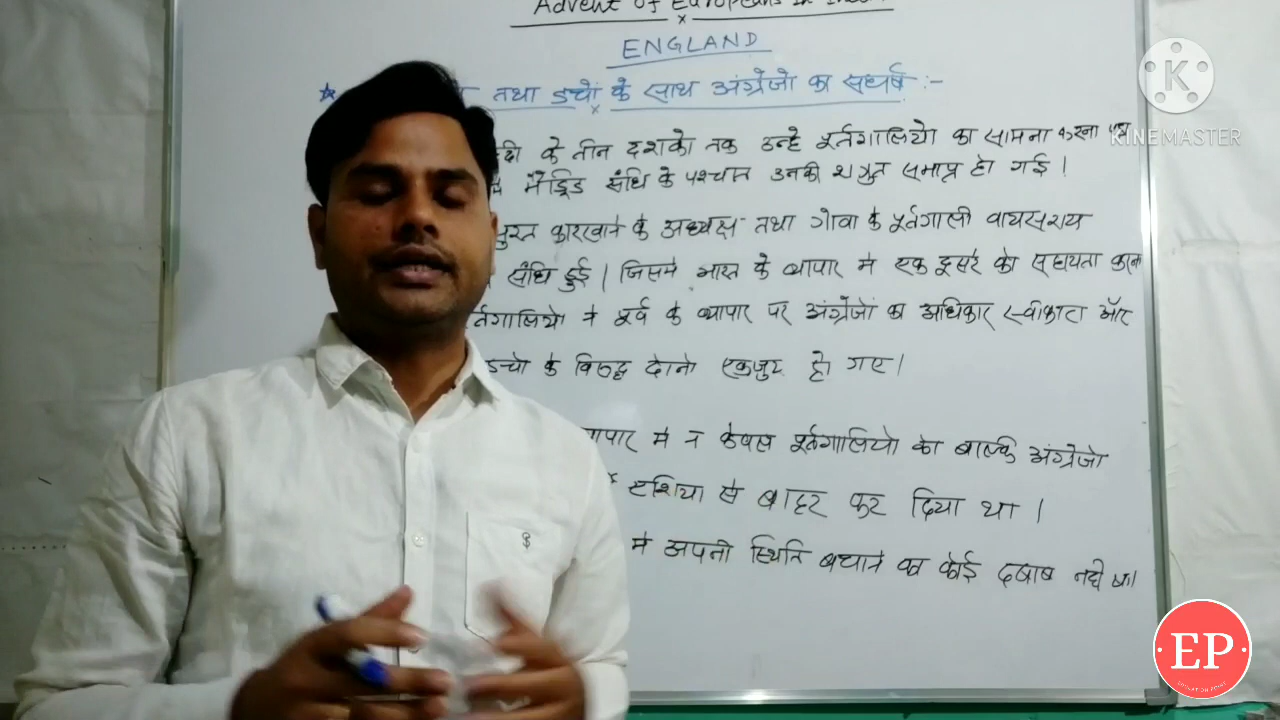 Advent of Europeans in
ENGLAND
तथा डचों के साथ अंग्रेजो का संघर्ष :-
के तीन दशको तक उन्हे पूर्तगालियो का सामना करना
मैड्रिड संधि के पश्चात उनकी शत्रुत समाप्त हो गई।
सुरत कारखाने के अध्यक्ष तथा गोवा के पूर्तगाली वायसराय
संधि हुई। जिसमे भारत के व्यापार मे एक दूसरे को सहायता
ने पूर्व के व्यापार पर अंग्रेजों का अधिकार स्वीकारा और
डचो के विरुद्ध दोनो एकजुट हो गए।
मे न केवल पूर्तगालियो को बल्कि अंग्रेजो
एशिया से बाहर कर दिया था।
मे अपनी स्थिति बचाने का कोई दबाब नही था।
K
KINEMASTER
EP